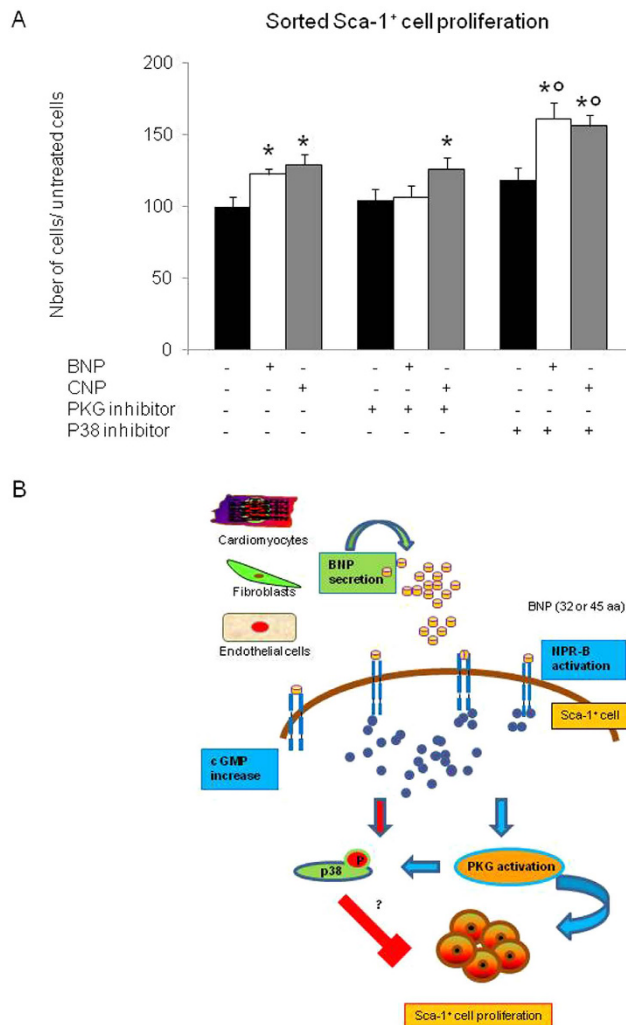 A
Sorted Sca-1⁺ cell proliferation
Nber of cells/ untreated cells
200
150
100
50
0
* * * *° *°
BNP - + - - + - - + -
CNP - - + - - + - - +
PKG inhibitor - - - + + + - - -
P38 inhibitor - - - - - - + + +
B
Cardiomyocytes
Fibroblasts
Endothelial cells
BNP
secretion
BNP (32 or 45 aa)
NPR-B
activation
Sca-1⁺ cell
c GMP
increase
P
p38
PKG activation
?
Sca-1⁺ cell proliferation